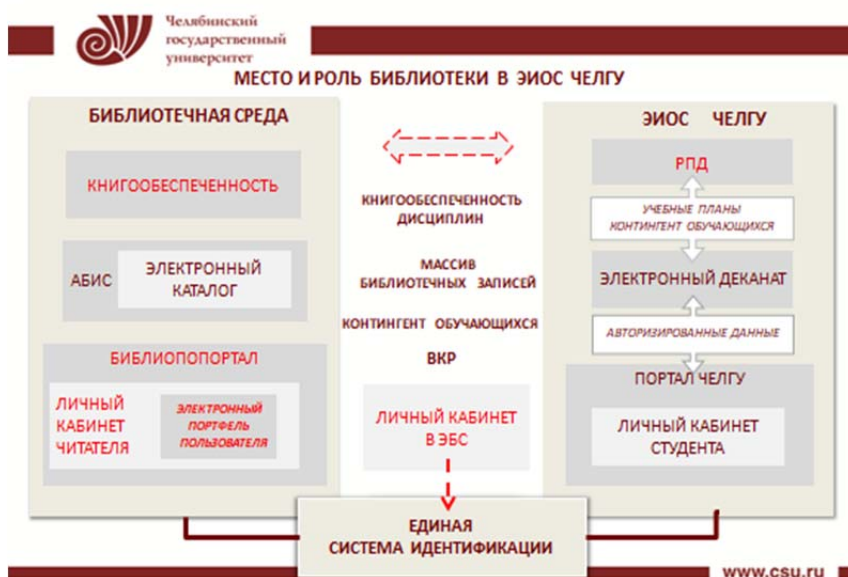 Челябинский
государственный
университет
МЕСТО И РОЛЬ БИБЛИОТЕКИ В ЭИОС ЧЕЛГУ
БИБЛИОТЕЧНАЯ СРЕДА
КНИГООБЕСПЕЧЕННОСТЬ
АБИС
ЭЛЕКТРОННЫЙ
КАТАЛОГ
БИБЛИОПОПОРТАЛ
ЛИЧНЫЙ
КАБИНЕТ
ЧИТАТЕЛЯ
ЭЛЕКТРОННЫЙ
ПОРТФЕЛЬ
ПОЛЬЗОВАТЕЛЯ
КНИГООБЕСПЕЧЕННОСТЬ
ДИСЦИПЛИН
МАССИВ
БИБЛИОТЕЧНЫХ ЗАПИСЕЙ
КОНТИНГЕНТ ОБУЧАЮЩИХСЯ
ВКР
ЛИЧНЫЙ КАБИНЕТ
В ЭБС
ЭИОС ЧЕЛГУ
РПД
УЧЕБНЫЕ ПЛАНЫ
КОНТИНГЕНТ ОБУЧАЮЩИХСЯ
ЭЛЕКТРОННЫЙ ДЕКАНАТ
АВТОРИЗИРОВАННЫЕ ДАННЫЕ
ПОРТАЛ ЧЕЛГУ
ЛИЧНЫЙ КАБИНЕТ
СТУДЕНТА
ЕДИНАЯ
СИСТЕМА ИДЕНТИФИКАЦИИ
www.csu.ru